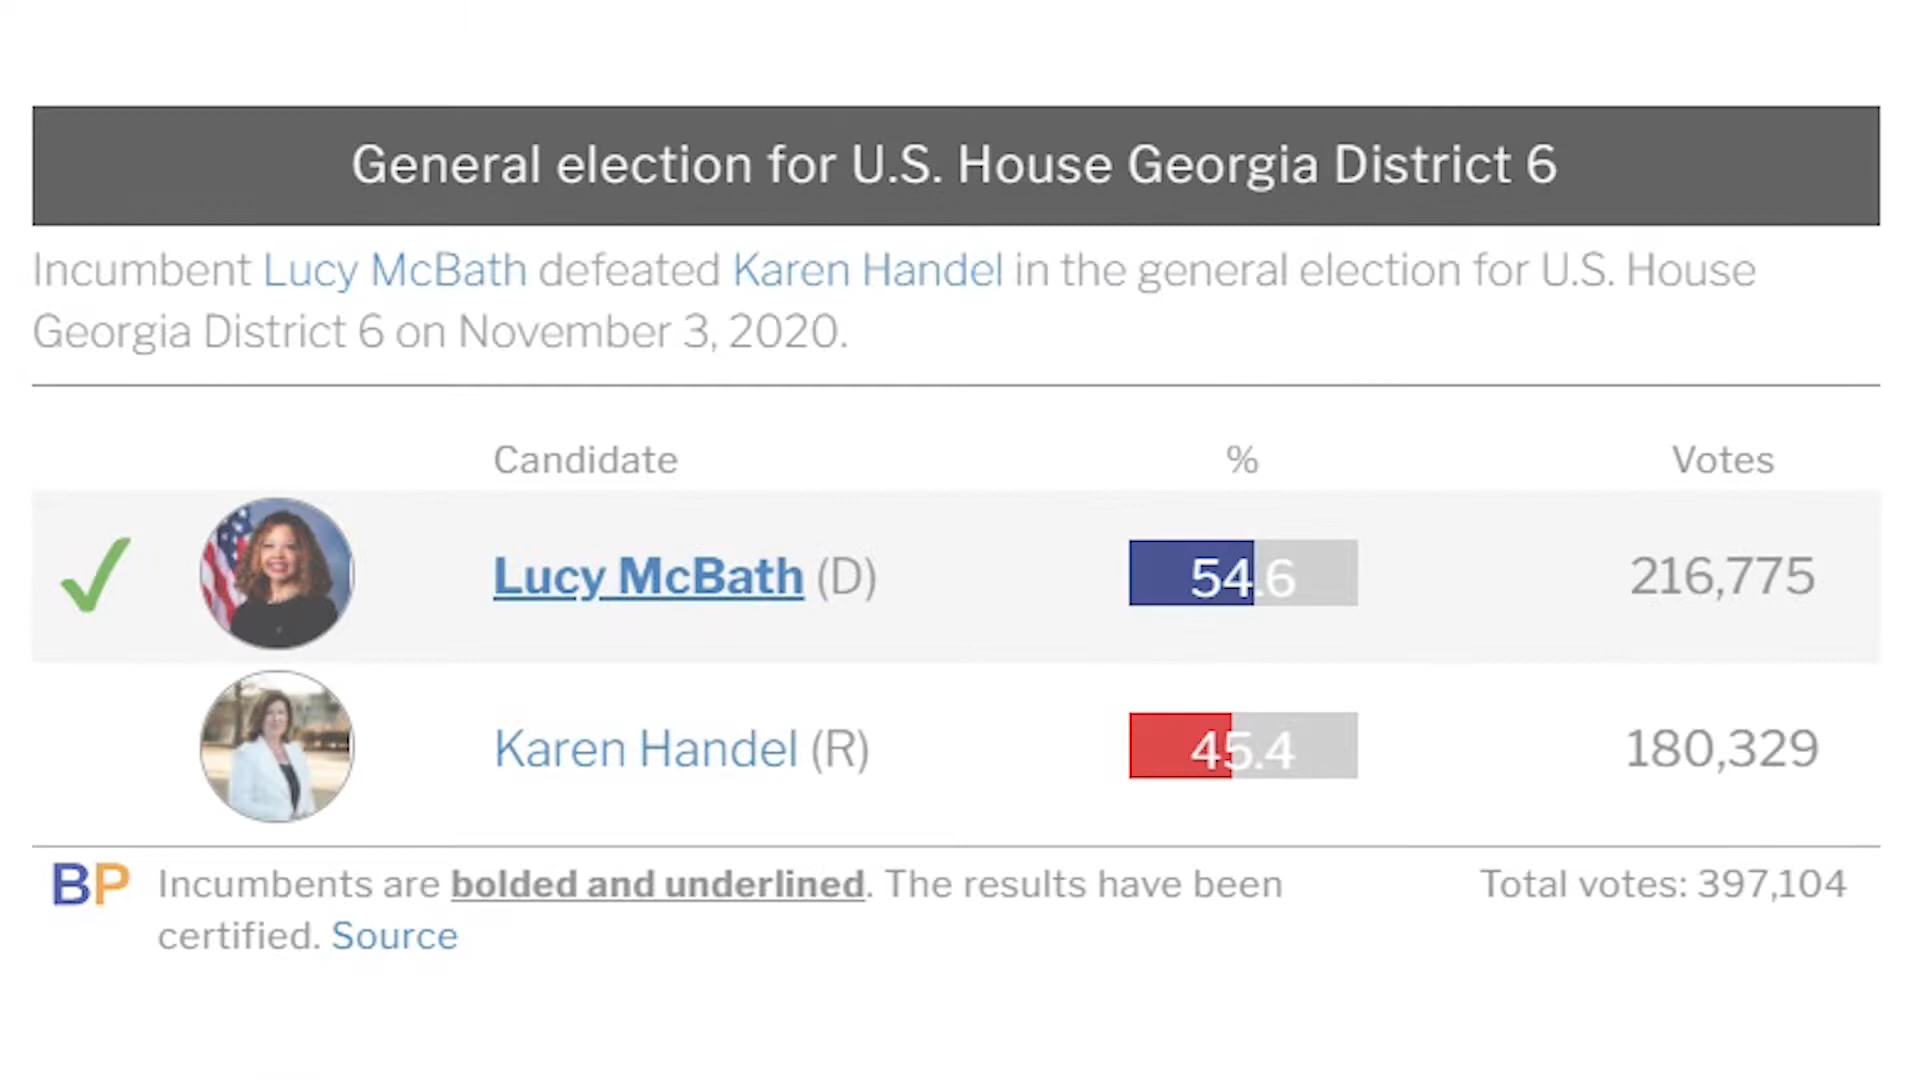 General election for U.S. House Georgia District 6
Incumbent Lucy McBath defeated Karen Handel in the general election for U.S. House
Georgia District 6 on November 3, 2020.
Candidate % Votes
Lucy McBath (D) 54.6 216,775
Karen Handel (R) 45.4 180,329
BP Incumbents are bolded and underlined. The results have been Total votes: 397,104
certified. Source